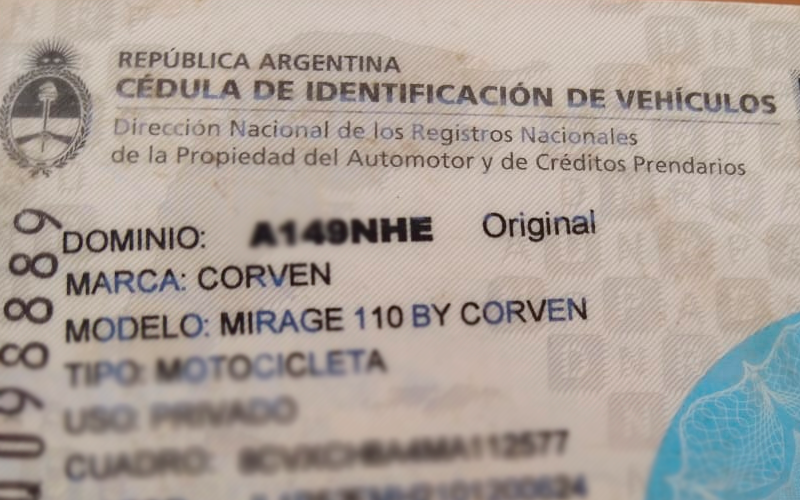 REPÚBLICA ARGENTINA
CÉDULA DE IDENTIFICACIÓN DE VEHÍCULOS
Dirección Nacional de los Registros Nacionales
de la Propiedad del Automotor y de Créditos Prendarios
DOMINIO: A149NHE Original
MARCA: CORVEN
MODELO: MIRAGE 110 BY CORVEN
TIPO: MOTOCICLETA
USO: PRIVADO
CUADRO: